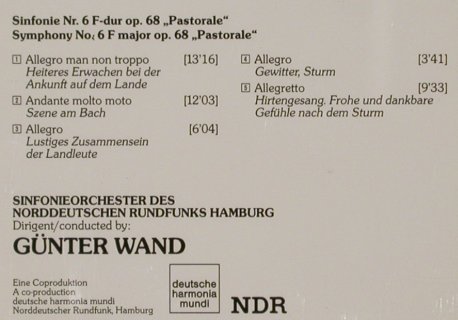 Sinfonie Nr. 6 F-dur op. 68 „Pastorale“
Symphony No. 6 F major op. 68 „Pastorale“
1 Allegro man non troppo [13'16]
Heiteres Erwachen bei der
Ankunft auf dem Lande
2 Andante molto moto [12'03]
Szene am Bach
3 Allegro [6'04]
Lustiges Zusammensein
der Landleute
4 Allegro [3'41]
Gewitter, Sturm
5 Allegretto [9'33]
Hirtengesang. Frohe und dankbare
Gefühle nach dem Sturm
SINFONIEORCHESTER DES
NORDDEUTSCHEN RUNDFUNKS HAMBURG
Dirigent/conducted by:
GÜNTER WAND
Eine Coproduktion
A co-production
deutsche harmonia mundi
Norddeutscher Rundfunk, Hamburg
deutsche
harmonia
mundi
NDR